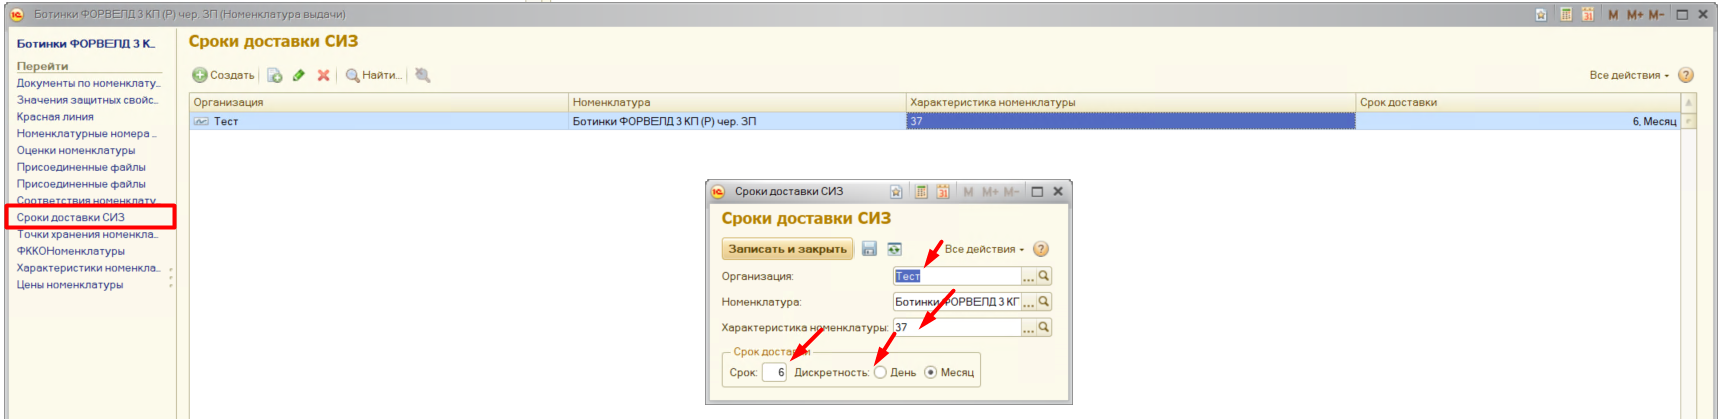 Ботинки ФОРВЕЛД 3 КП (Р) чер. ЗП (Номенклатура выдачи)
M M+ M-
Ботинки ФОРВЕЛД 3 К...
Перейти
Документы по номенклату...
Значения защитных свойс...
Красная линия
Номенклатурные номера ...
Оценки номенклатуры
Присоединенные файлы
Присоединенные файлы
Соответствия номенклату...
Сроки доставки СИЗ
Точки хранения номенкла...
ФККОНоменклатуры
Характеристики номенкла...
Цены номенклатуры
Сроки доставки СИЗ
Создать Найти... Все действия
Организация Номенклатура Характеристика номенклатуры Срок доставки
Тест Ботинки ФОРВЕЛД 3 КП (Р) чер. ЗП 37 6, Месяц
Сроки доставки СИЗ M M+ M-
Сроки доставки СИЗ
Записать и закрыть Все действия
Организация: Тест
Номенклатура: Ботинки ФОРВЕЛД 3 КГ
Характеристика номенклатуры: 37
Срок доставки
Срок: 6 Дискретность: День Месяц